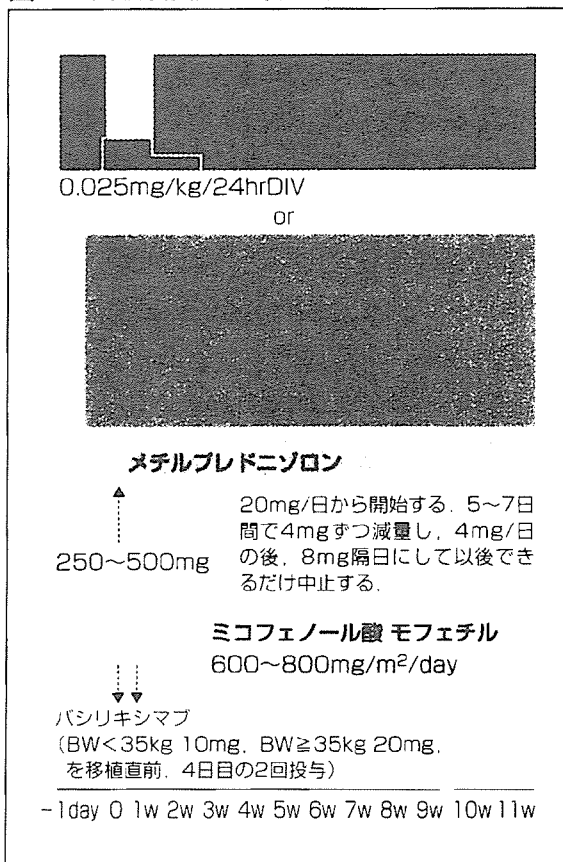 0.025mg/kg/24hrDIV
or
メチルプレドニゾロン
250～500mg
20mg/日から開始する．5～7日
間で4mgずつ減量し，4mg/日
の後，8mg隔日にして以後でき
るだけ中止する．
ミコフェノール酸 モフェチル
600～800mg/m²/day
バシリキシマブ
（BW＜35kg 10mg，BW≧35kg 20mg，
を移植直前，4日目の2回投与）
－1day 0 1w 2w 3w 4w 5w 6w 7w 8w 9w 10w 11w